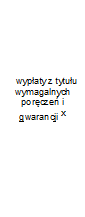 wypłaty z tytułu
wymagalnych
poręczeń i
gwarancji x